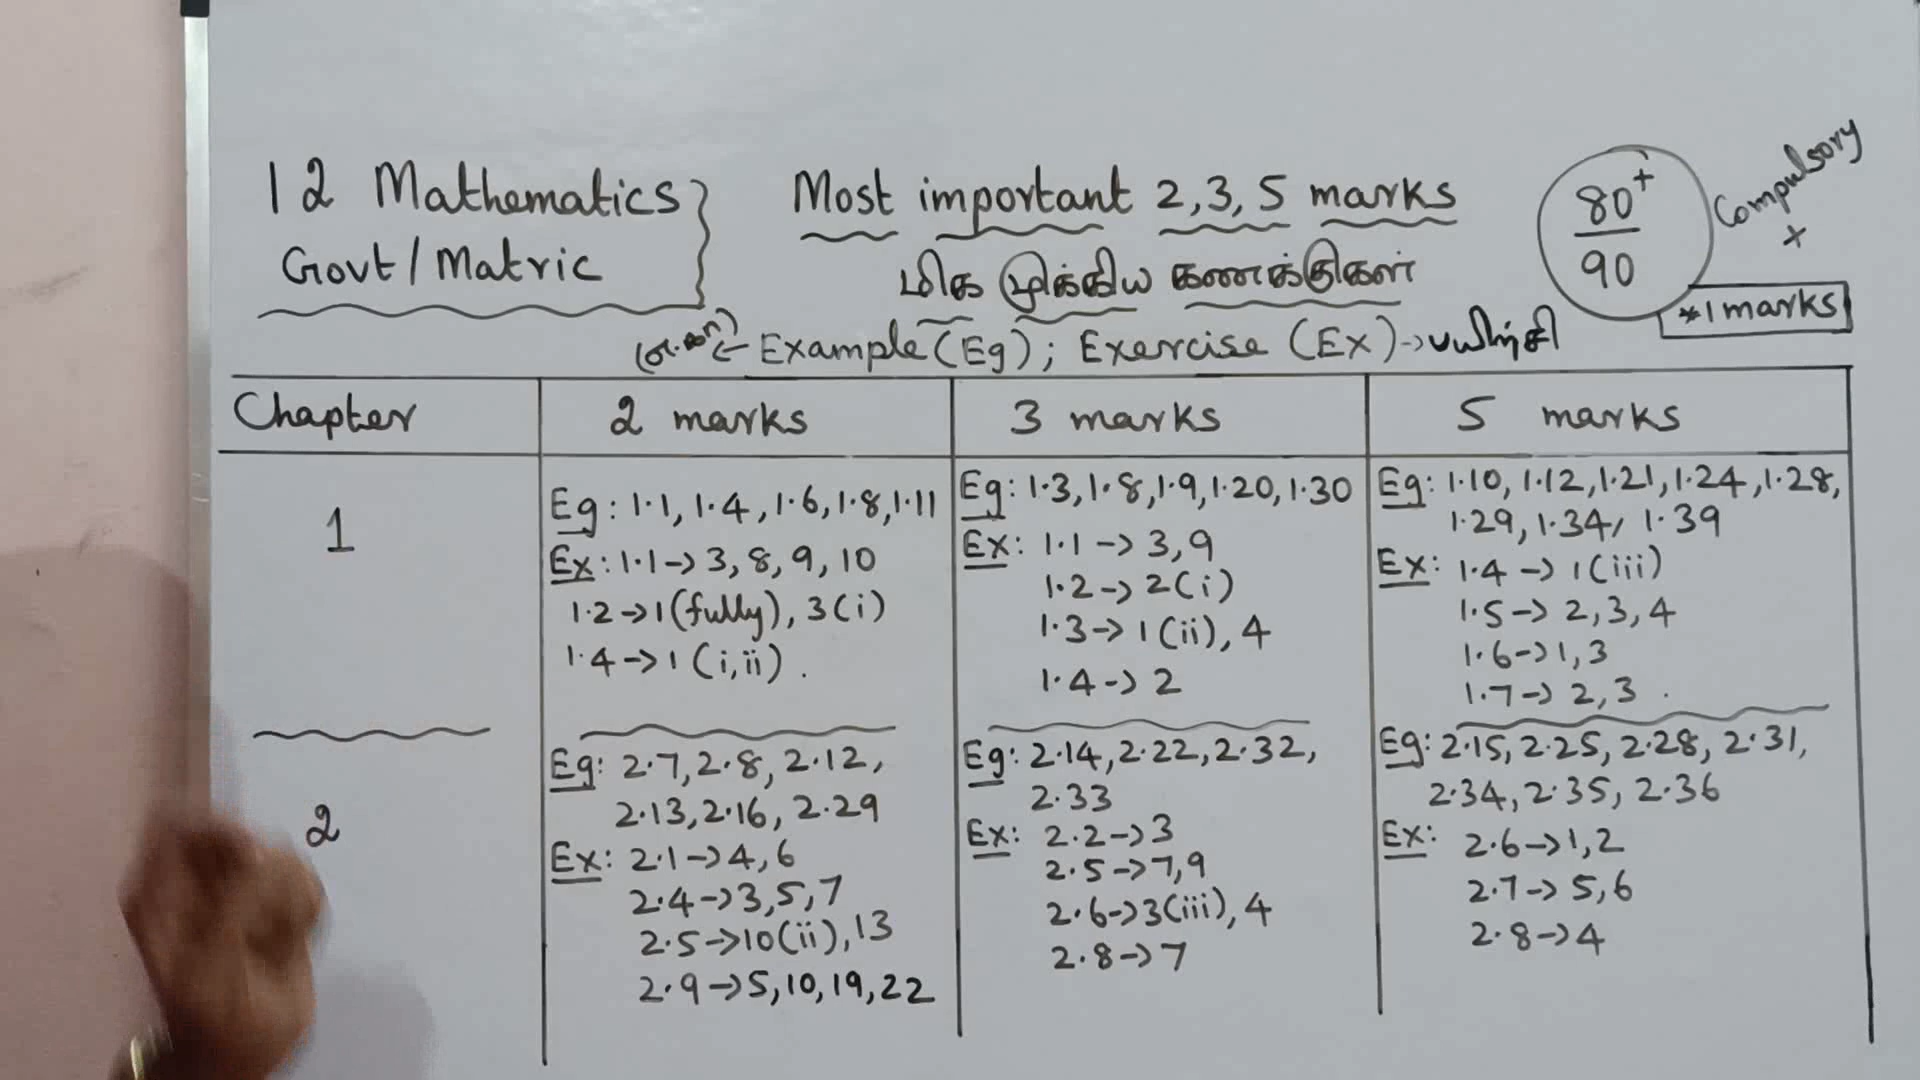 12 Mathematics
Govt/Matric
Most important 2,3,5 marks
மிக முக்கிய கணக்குகள்
80+
90
Compulsory
x
*1 marks
← Example (Eg) ; Exercise (Ex) → பயிற்சி
Chapter
2 marks
3 marks
5 marks
1
Eg: 1.1, 1.4, 1.6, 1.8, 1.11
Ex: 1.1 → 3, 8, 9, 10
1.2 → 1(fully), 3(i)
1.4 → 1 (i, ii).
Eg: 1.3, 1.8, 1.9, 1.20, 1.30
Ex: 1.1 → 3, 9
1.2 → 2(i)
1.3 → 1(ii), 4
1.4 → 2
Eg: 1.10, 1.12, 1.21, 1.24, 1.28,
1.29, 1.34, 1.39
Ex: 1.4 → 1(iii)
1.5 → 2, 3, 4
1.6 → 1, 3
1.7 → 2, 3.
2
Eg: 2.7, 2.8, 2.12,
2.13, 2.16, 2.29
Ex: 2.1 → 4, 6
2.4 → 3, 5, 7
2.5 → 10(ii), 13
2.9 → 5, 10, 19, 22
Eg: 2.14, 2.22, 2.32,
2.33
Ex: 2.2 → 3
2.5 → 7, 9
2.6 → 3(iii), 4
2.8 → 7
Eg: 2.15, 2.25, 2.28, 2.31,
2.34, 2.35, 2.36
Ex: 2.6 → 1, 2
2.7 → 5, 6
2.8 → 4